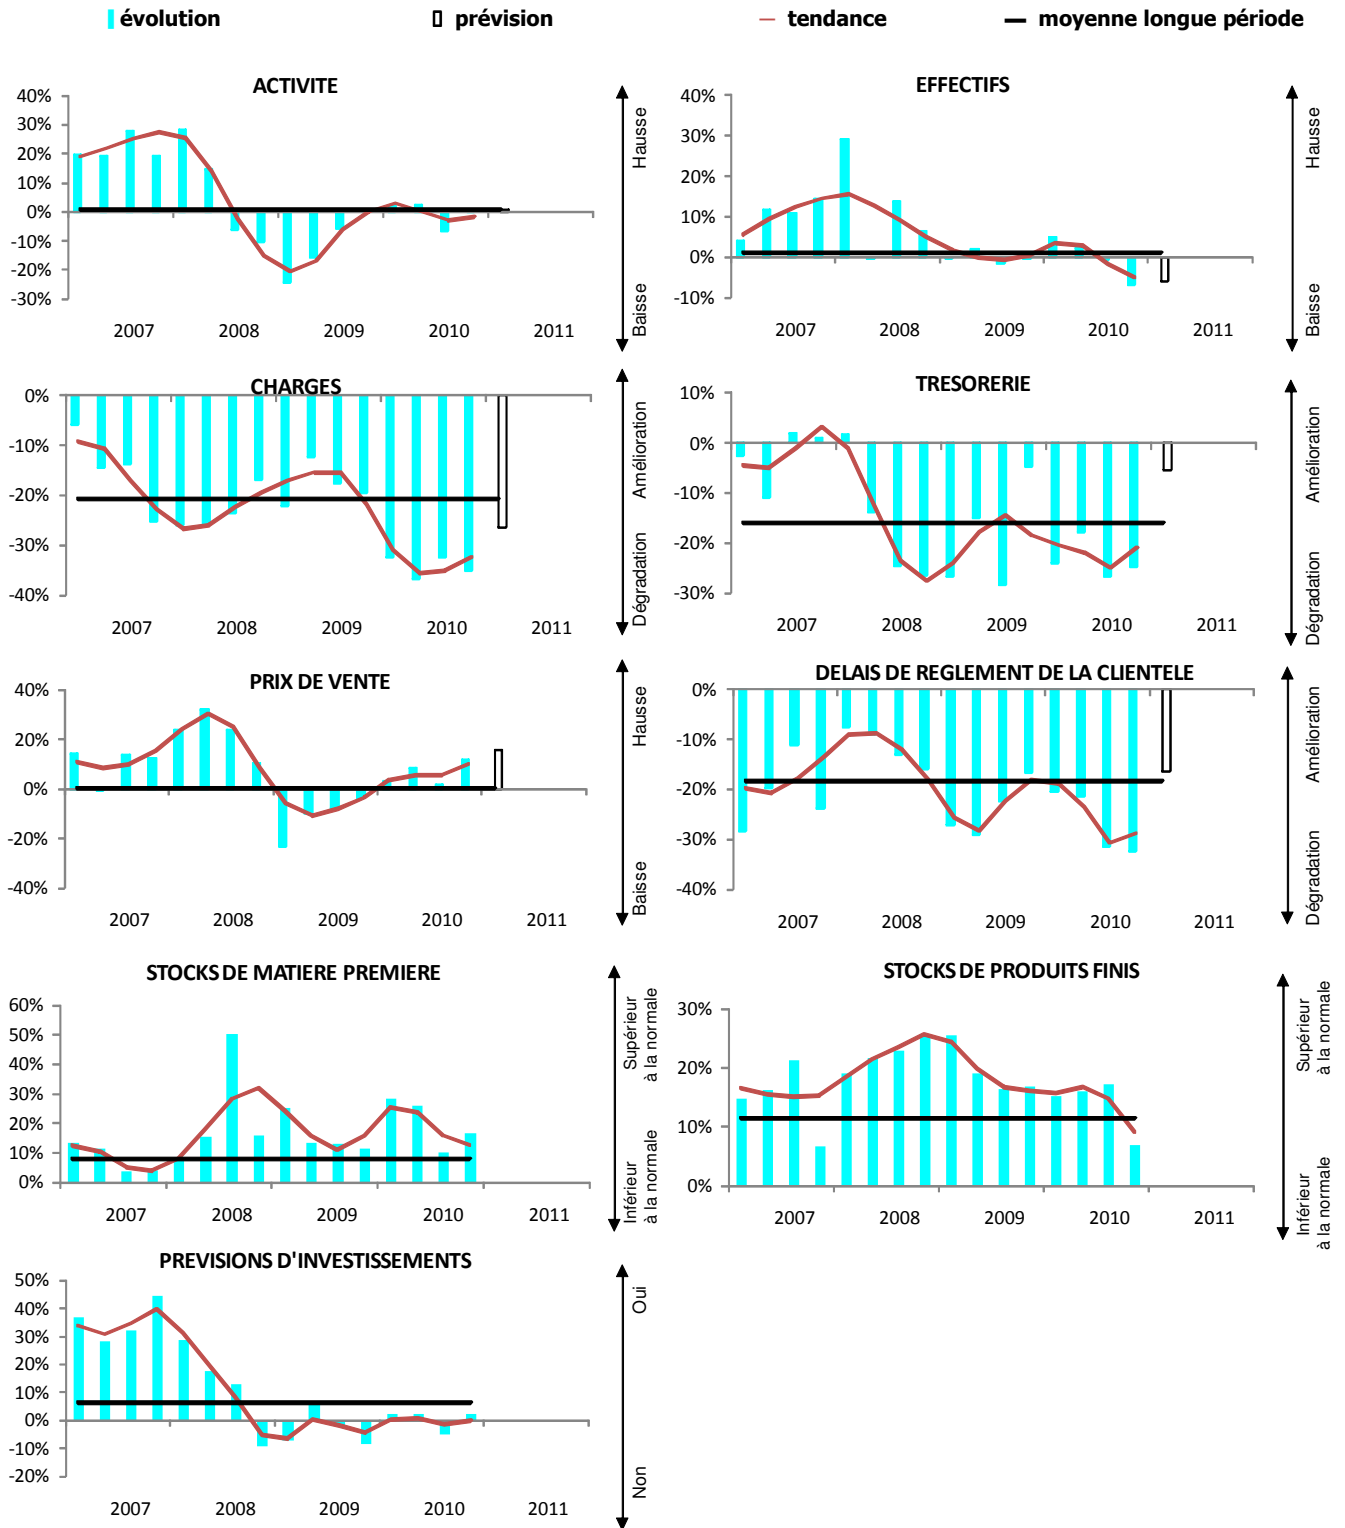 évolution prévision tendance moyenne longue période
ACTIVITE
40%
30%
20%
10%
0%
-10%
-20%
-30%
2007 2008 2009 2010 2011
Hausse
Baisse
EFFECTIFS
40%
30%
20%
10%
0%
-10%
2007 2008 2009 2010 2011
Hausse
Baisse
CHARGES
0%
-10%
-20%
-30%
-40%
2007 2008 2009 2010 2011
Amélioration
Dégradation
TRESORERIE
10%
0%
-10%
-20%
-30%
2007 2008 2009 2010 2011
Amélioration
Dégradation
PRIX DE VENTE
40%
20%
0%
-20%
-40%
2007 2008 2009 2010 2011
Hausse
Baisse
DELAIS DE REGLEMENT DE LA CLIENTELE
0%
-10%
-20%
-30%
-40%
2007 2008 2009 2010 2011
Amélioration
Dégradation
STOCKS DE MATIERE PREMIERE
60%
50%
40%
30%
20%
10%
0%
2007 2008 2009 2010 2011
Supérieur
à la normale
Inférieur
à la normale
STOCKS DE PRODUITS FINIS
30%
20%
10%
0%
2007 2008 2009 2010 2011
Supérieur
à la normale
Inférieur
à la normale
PREVISIONS D'INVESTISSEMENTS
50%
40%
30%
20%
10%
0%
-10%
-20%
2007 2008 2009 2010 2011
Oui
Non